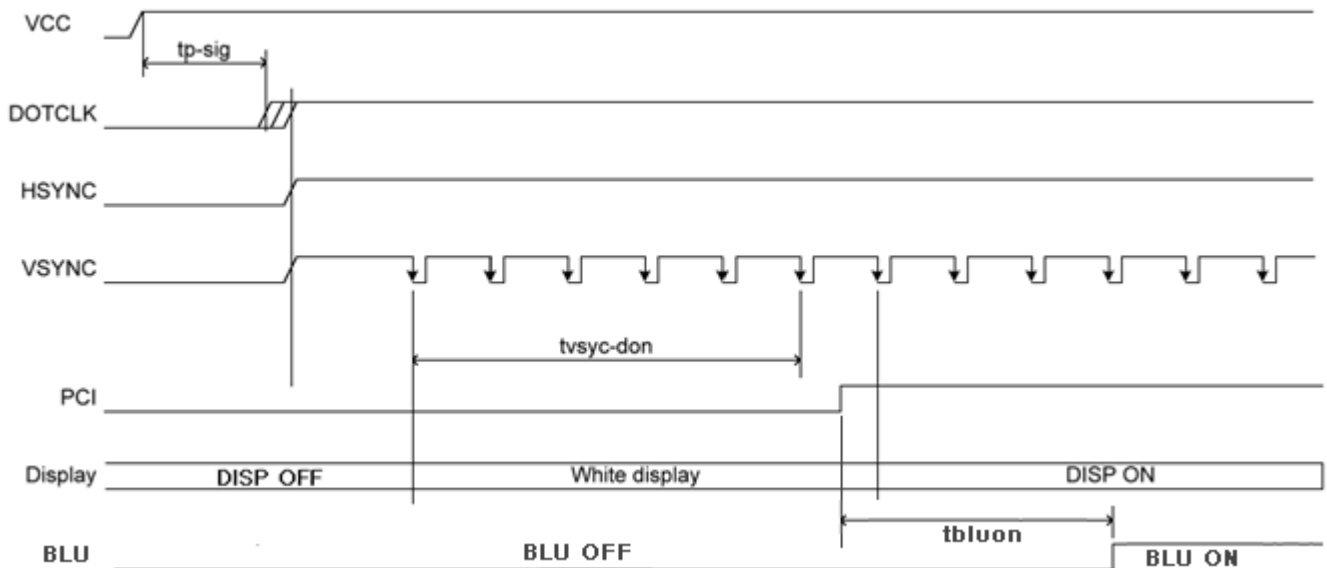 VCC
tp-sig
DOTCLK
HSYNC
VSYNC
tvsyc-don
PCI
Display DISP OFF White display DISP ON
tbluon
BLU BLU OFF BLU ON